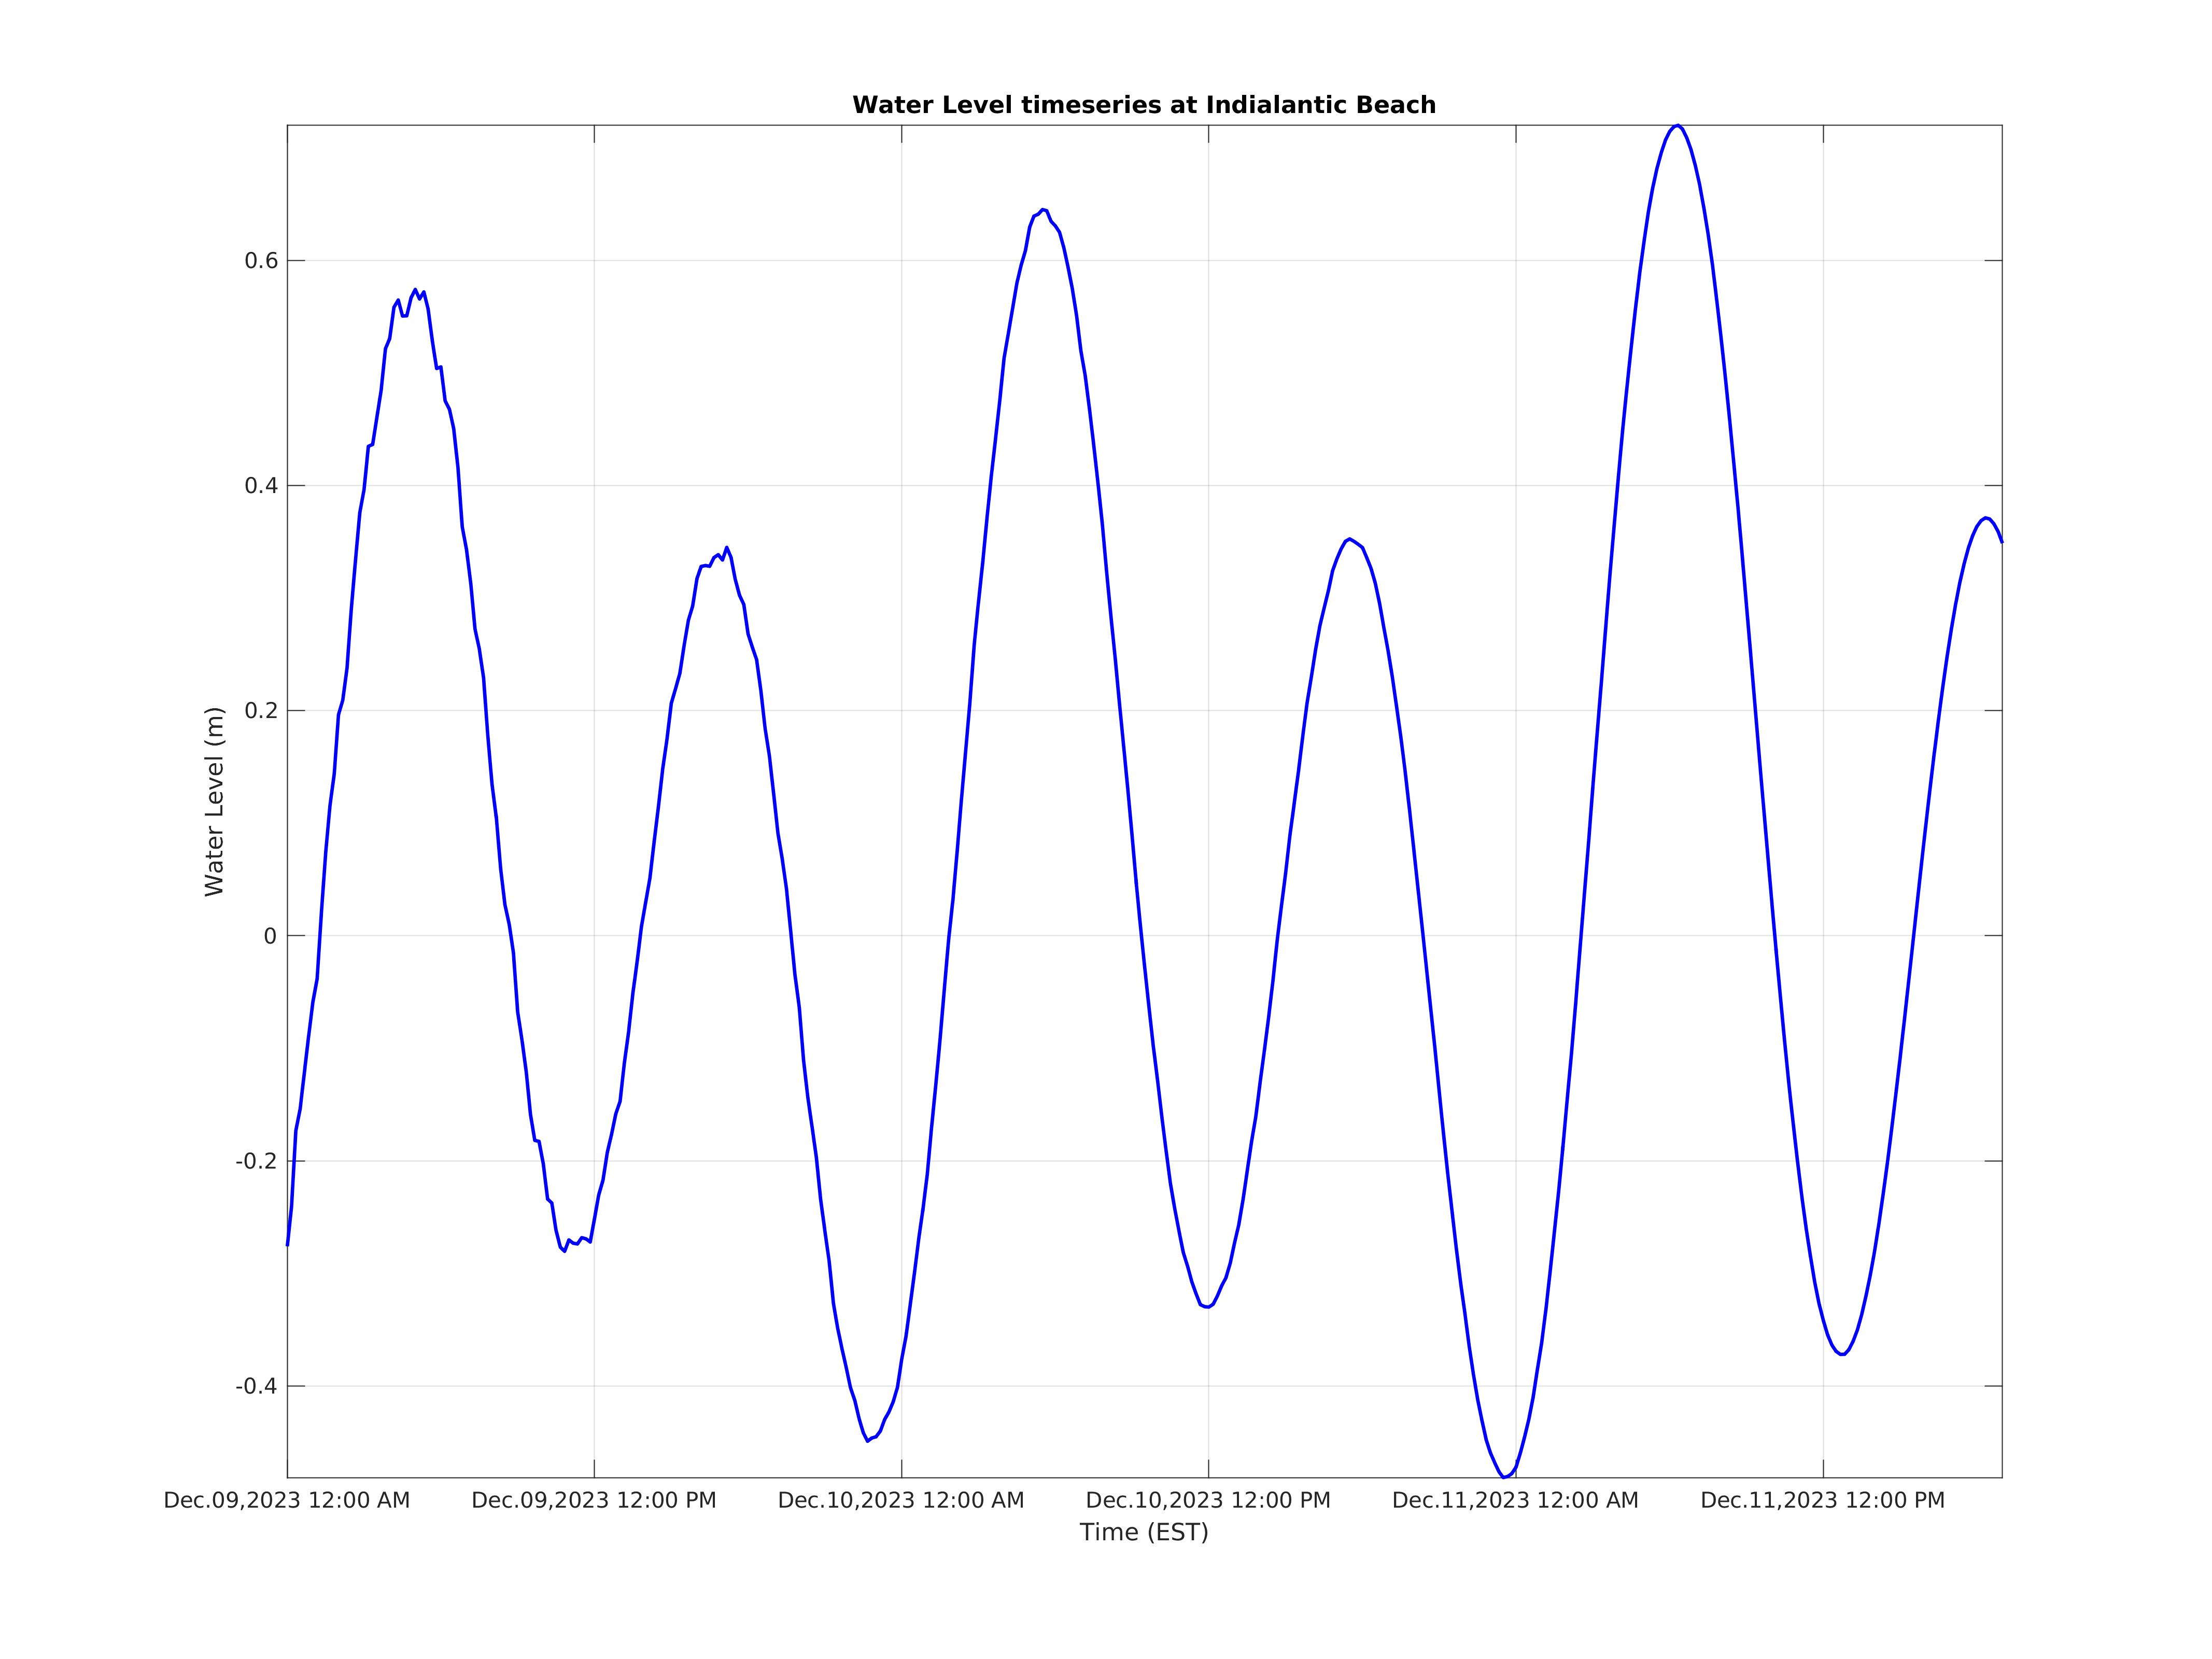 Water Level timeseries at Indialantic Beach
0.6
0.4
0.2
0
-0.2
-0.4
Water Level (m)
Dec.09,2023 12:00 AM Dec.09,2023 12:00 PM Dec.10,2023 12:00 AM Dec.10,2023 12:00 PM Dec.11,2023 12:00 AM Dec.11,2023 12:00 PM
Time (EST)